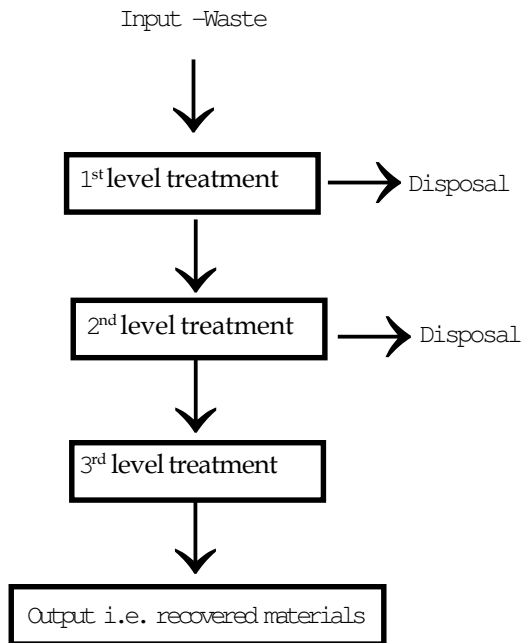 Input –Waste
1st level treatment
Disposal
2nd level treatment
Disposal
3rd level treatment
Output i.e. recovered materials